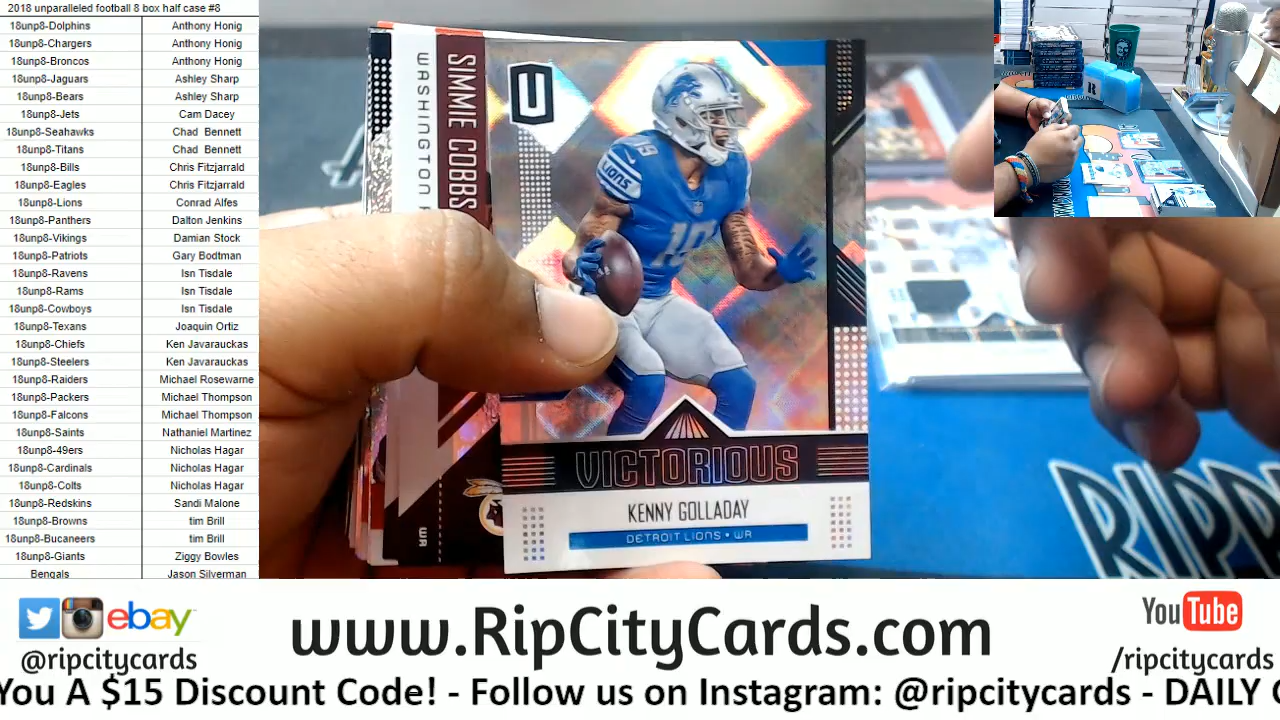 2018 unparalleled football 8 box half case #8
18unp8-Dolphins Anthony Honig
18unp8-Chargers Anthony Honig
18unp8-Broncos Anthony Honig
18unp8-Jaguars Ashley Sharp
18unp8-Bears Ashley Sharp
18unp8-Jets Cam Dacey
18unp8-Seahawks Chad Bennett
18unp8-Titans Chad Bennett
18unp8-Bills Chris Fitzjarrald
18unp8-Eagles Chris Fitzjarrald
18unp8-Lions Conrad Alfes
18unp8-Panthers Dalton Jenkins
18unp8-Vikings Damian Stock
18unp8-Patriots Gary Bodtman
18unp8-Ravens Isn Tisdale
18unp8-Rams Isn Tisdale
18unp8-Cowboys Isn Tisdale
18unp8-Texans Joaquin Ortiz
18unp8-Chiefs Ken Javarauckas
18unp8-Steelers Ken Javarauckas
18unp8-Raiders Michael Rosewarne
18unp8-Packers Michael Thompson
18unp8-Falcons Michael Thompson
18unp8-Saints Nathaniel Martinez
18unp8-49ers Nicholas Hagar
18unp8-Cardinals Nicholas Hagar
18unp8-Colts Nicholas Hagar
18unp8-Redskins Sandi Malone
18unp8-Browns tim Brill
18unp8-Bucaneers tim Brill
18unp8-Giants Ziggy Bowles
Bengals Jason Silverman
SIMMIE COBBS
WASHINGTON
WR
U
19
LIONS
19
VICTORIOUS
KENNY GOLLADAY
DETROIT LIONS • WR
R
RIPP
ebay
@ripcitycards
www.RipCityCards.com
YouTube
/ripcitycards
You A $15 Discount Code! - Follow us on Instagram: @ripcitycards - DAILY